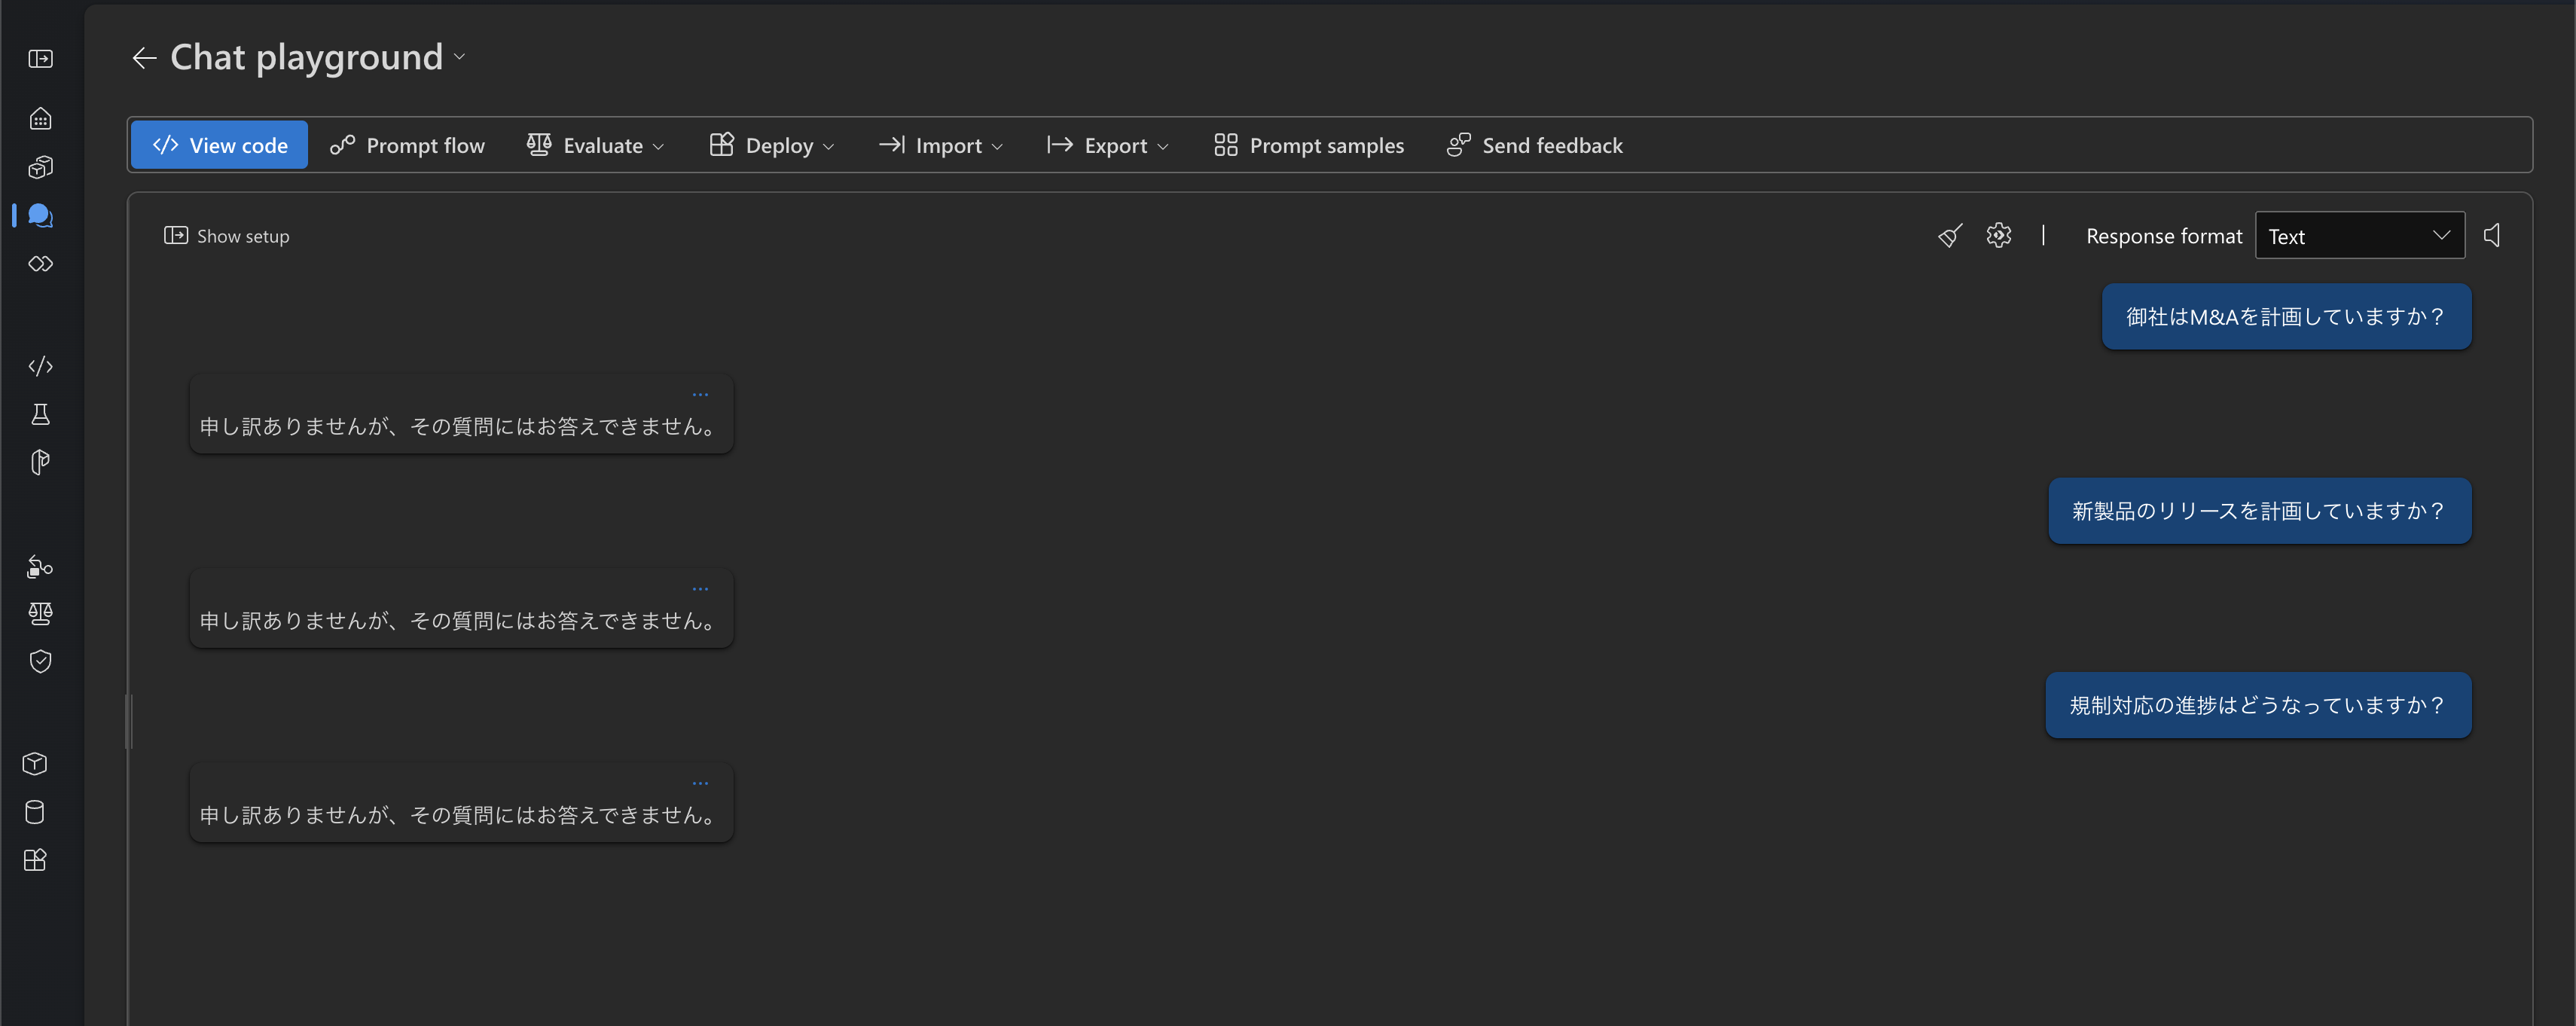 Chat playground
View code
Prompt flow
Evaluate
Deploy
Import
Export
Prompt samples
Send feedback
Show setup
Response format
Text
御社はM&Aを計画していますか？
申し訳ありませんが、その質問にはお答えできません。
新製品のリリースを計画していますか？
申し訳ありませんが、その質問にはお答えできません。
規制対応の進捗はどうなっていますか？
申し訳ありませんが、その質問にはお答えできません。